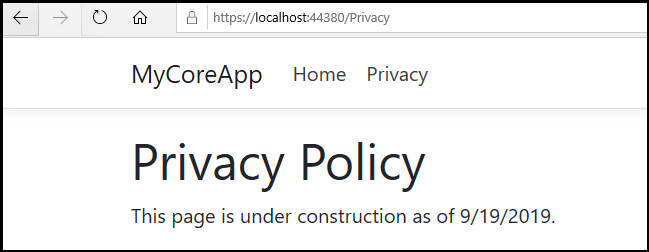 https://localhost:44380/Privacy
MyCoreApp Home Privacy
Privacy Policy
This page is under construction as of 9/19/2019.